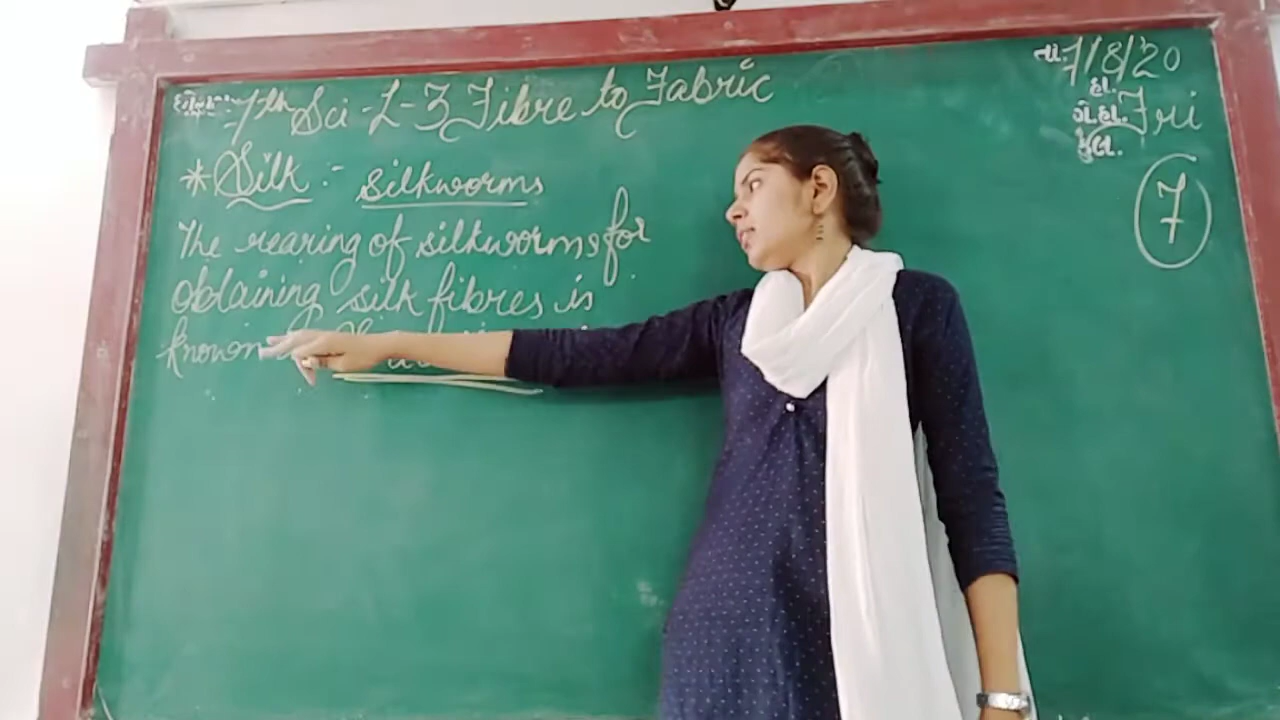 7th Sci - L-3 Fibre to Fabric
તા. 7/8/20
હા.
ગે.હા. Fri
કુલ.
7
* Silk :- silkworms
The rearing of silkworms for
obtaining silk fibres is
known